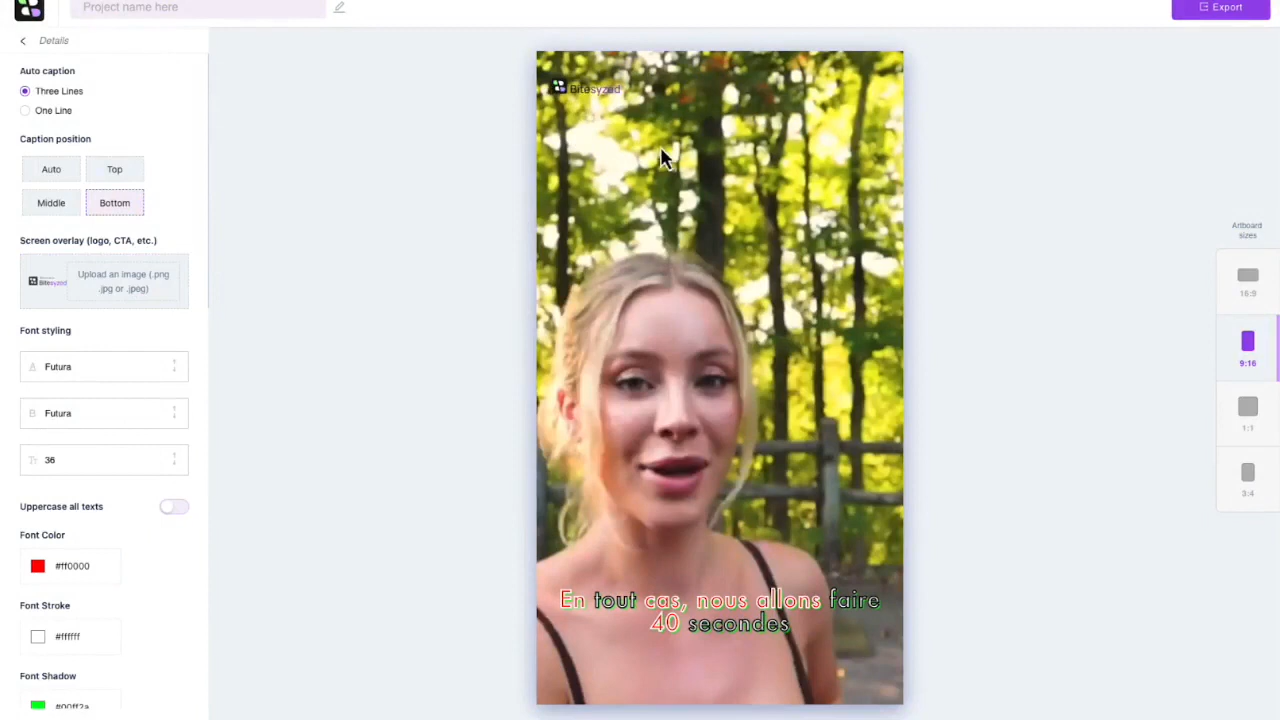 Project name here
Export
Details
Auto caption
Three Lines
One Line
Caption position
Auto
Top
Middle
Bottom
Screen overlay (logo, CTA, etc.)
Bitesyzed
Upload an image (.png
.jpg or .jpeg)
Font styling
A Futura
B Futura
Tт 36
Uppercase all texts
Font Color
#ff0000
Font Stroke
#ffffff
Font Shadow
#00ff2a
Bitesyzed
En tout cas, nous allons faire
40 secondes
Artboard
sizes
16:9
9:16
1:1
3:4